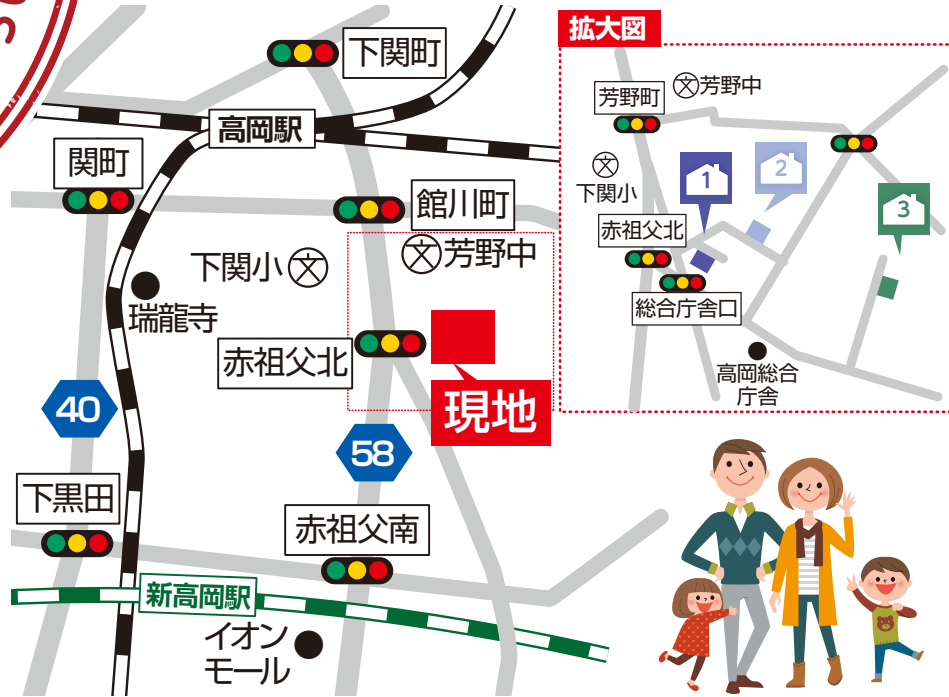 下関町
高岡駅
関町
館川町
下関小
芳野中
瑞龍寺
赤祖父北
現地
40
58
下黒田
赤祖父南
新高岡駅
イオン
モール
拡大図
芳野町
芳野中
下関小
1
2
3
赤祖父北
総合庁舎口
高岡総合
庁舎